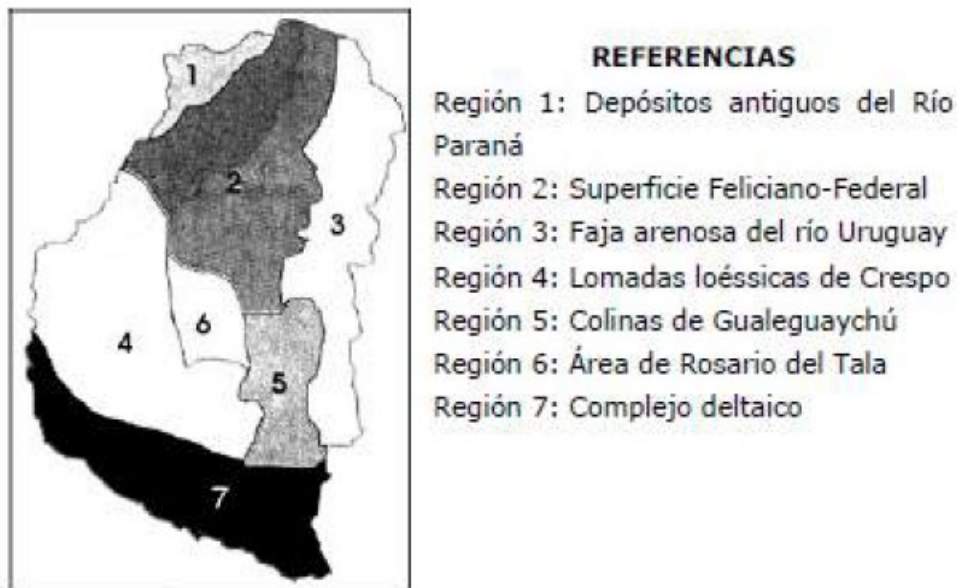 REFERENCIAS
Región 1: Depósitos antiguos del Río
Paraná
Región 2: Superficie Feliciano-Federal
Región 3: Faja arenosa del río Uruguay
Región 4: Lomadas loéssicas de Crespo
Región 5: Colinas de Gualeguaychú
Región 6: Área de Rosario del Tala
Región 7: Complejo deltaico
1
2
3
4
6
5
7